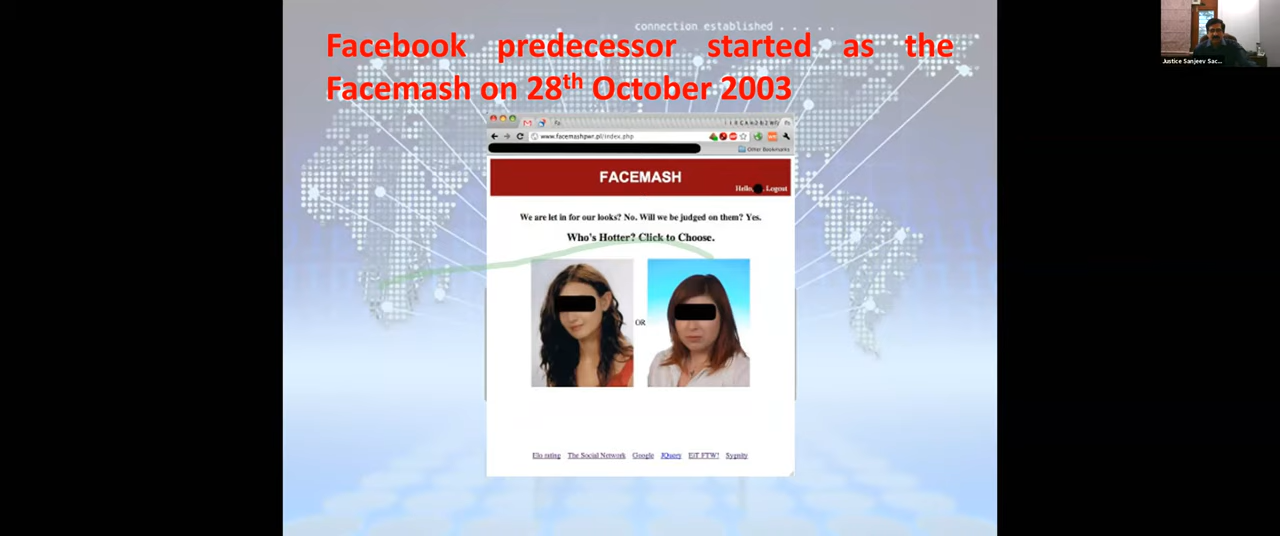 connection established . . . . .
Facebook predecessor started as the
Facemash on 28th October 2003
Justice Sanjeev Sac...
www.facemashpwr.pl/index.php
Other Bookmarks
FACEMASH
Hello, , Logout
We are let in for our looks? No. Will we be judged on them? Yes.
Who's Hotter? Click to Choose.
OR
Elo rating The Social Network Google JQuery EiT FTW! Sygnity